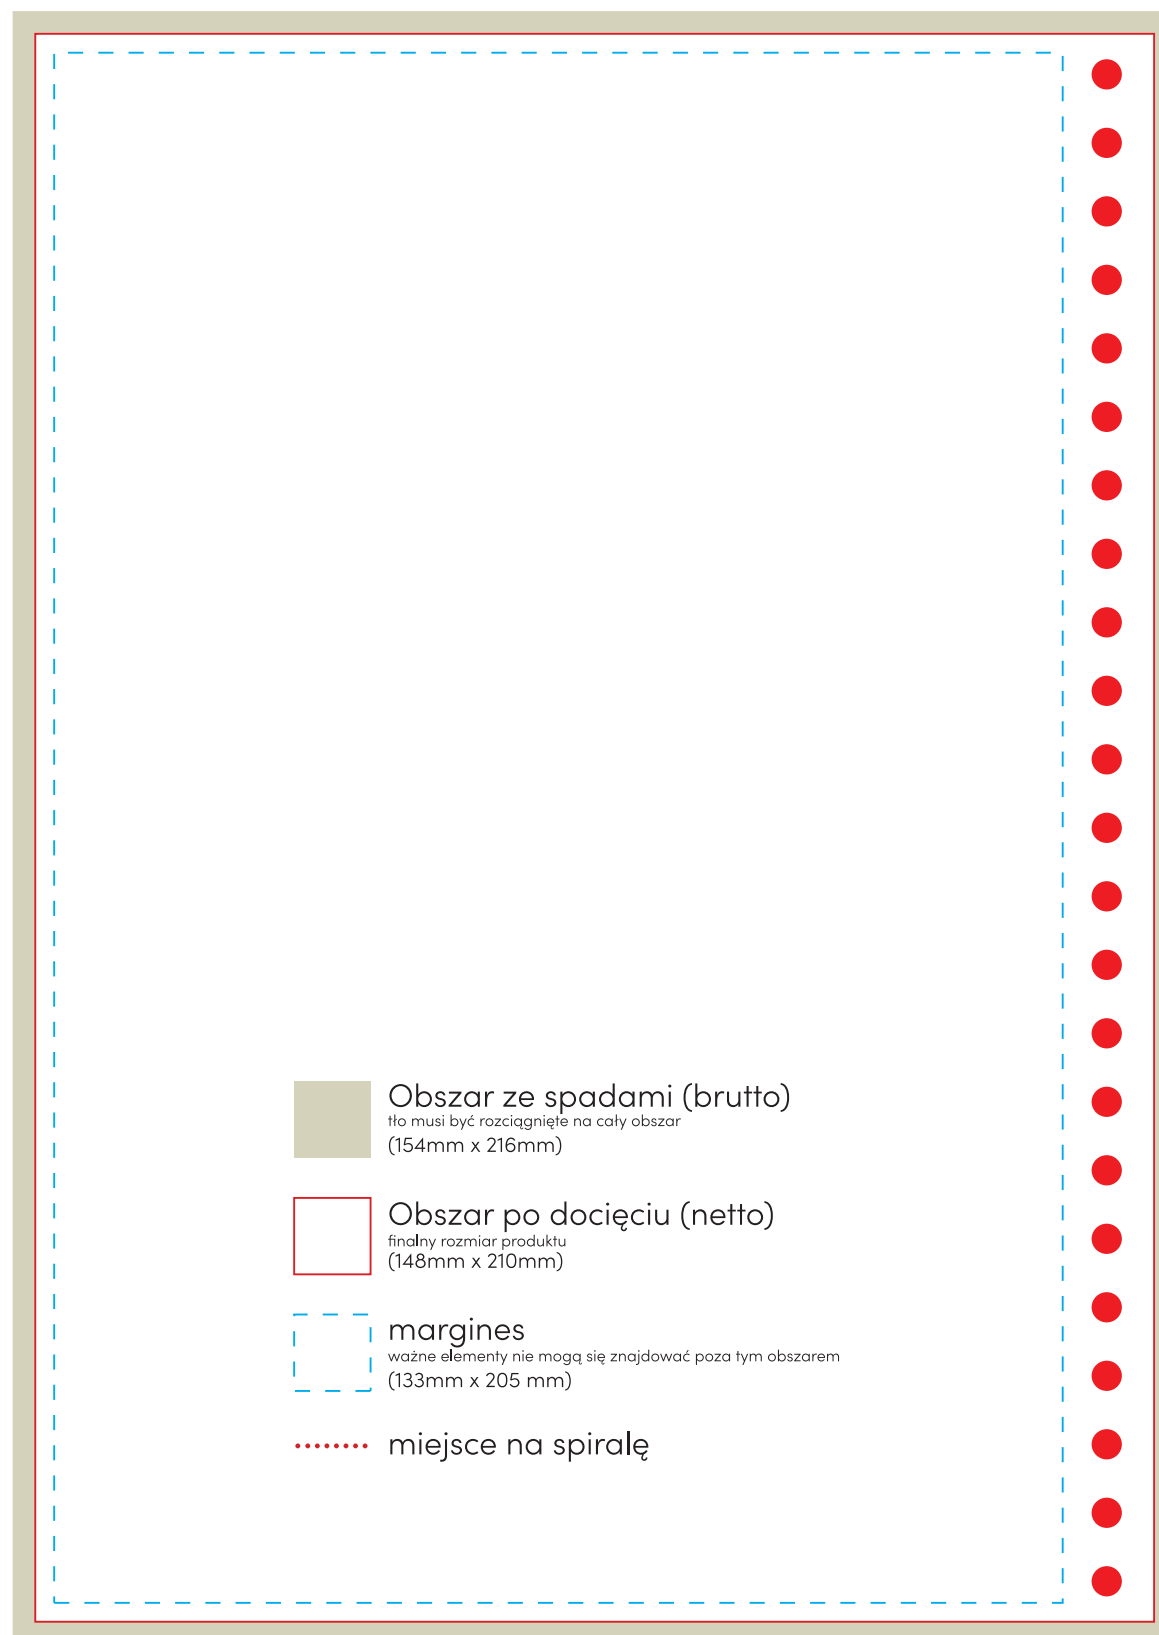 Obszar ze spadami (brutto)
tło musi być rozciągnięte na cały obszar
(154mm x 216mm)
Obszar po docięciu (netto)
finalny rozmiar produktu
(148mm x 210mm)
margines
ważne elementy nie mogą się znajdować poza tym obszarem
(133mm x 205 mm)
miejsce na spiralę